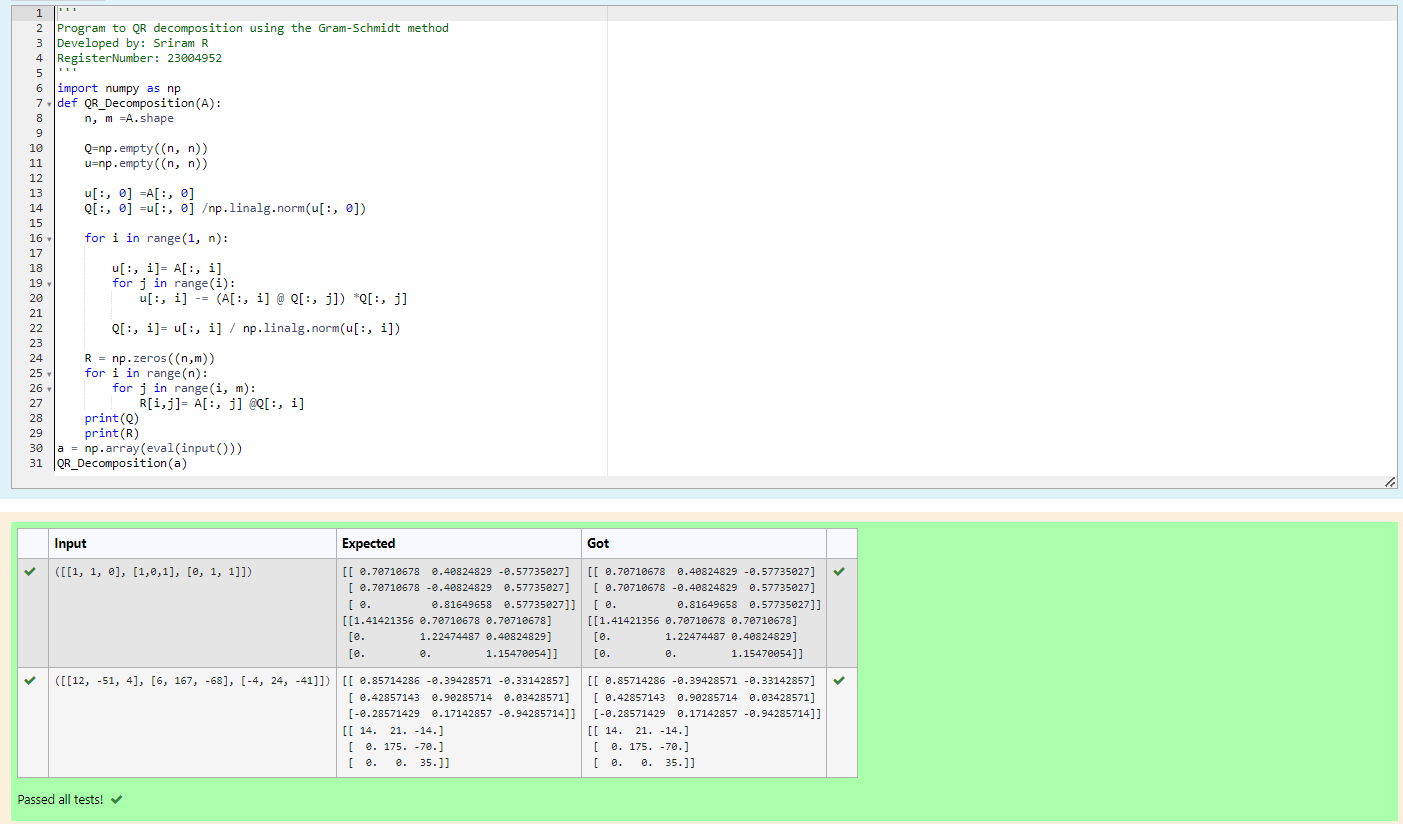 1 '''
2 Program to QR decomposition using the Gram-Schmidt method
3 Developed by: Sriram R
4 RegisterNumber: 23004952
5 '''
6 import numpy as np
7 def QR_Decomposition(A):
8     n, m =A.shape
9
10     Q=np.empty((n, n))
11     u=np.empty((n, n))
12
13     u[:, 0] =A[:, 0]
14     Q[:, 0] =u[:, 0] /np.linalg.norm(u[:, 0])
15
16     for i in range(1, n):
17
18         u[:, i]= A[:, i]
19         for j in range(i):
20             u[:, i] -= (A[:, i] @ Q[:, j]) *Q[:, j]
21
22         Q[:, i]= u[:, i] / np.linalg.norm(u[:, i])
23
24     R = np.zeros((n,m))
25     for i in range(n):
26         for j in range(i, m):
27             R[i,j]= A[:, j] @Q[:, i]
28     print(Q)
29     print(R)
30 a = np.array(eval(input()))
31 QR_Decomposition(a)
Input Expected Got
([[1, 1, 0], [1,0,1], [0, 1, 1]]) [[ 0.70710678  0.40824829 -0.57735027] [[ 0.70710678  0.40824829 -0.57735027]
[ 0.70710678 -0.40824829  0.57735027] [ 0.70710678 -0.40824829  0.57735027]
[ 0.          0.81649658  0.57735027]] [ 0.          0.81649658  0.57735027]]
[[1.41421356 0.70710678 0.70710678] [[1.41421356 0.70710678 0.70710678]
[0.         1.22474487 0.40824829] [0.         1.22474487 0.40824829]
[0.         0.         1.15470054]] [0.         0.         1.15470054]]
([[12, -51, 4], [6, 167, -68], [-4, 24, -41]]) [[ 0.85714286 -0.39428571 -0.33142857] [[ 0.85714286 -0.39428571 -0.33142857]
[ 0.42857143  0.90285714  0.03428571] [ 0.42857143  0.90285714  0.03428571]
[-0.28571429  0.17142857 -0.94285714]] [-0.28571429  0.17142857 -0.94285714]]
[[ 14.  21. -14.] [[ 14.  21. -14.]
[  0. 175. -70.] [  0. 175. -70.]
[  0.   0.  35.]] [  0.   0.  35.]]
Passed all tests!